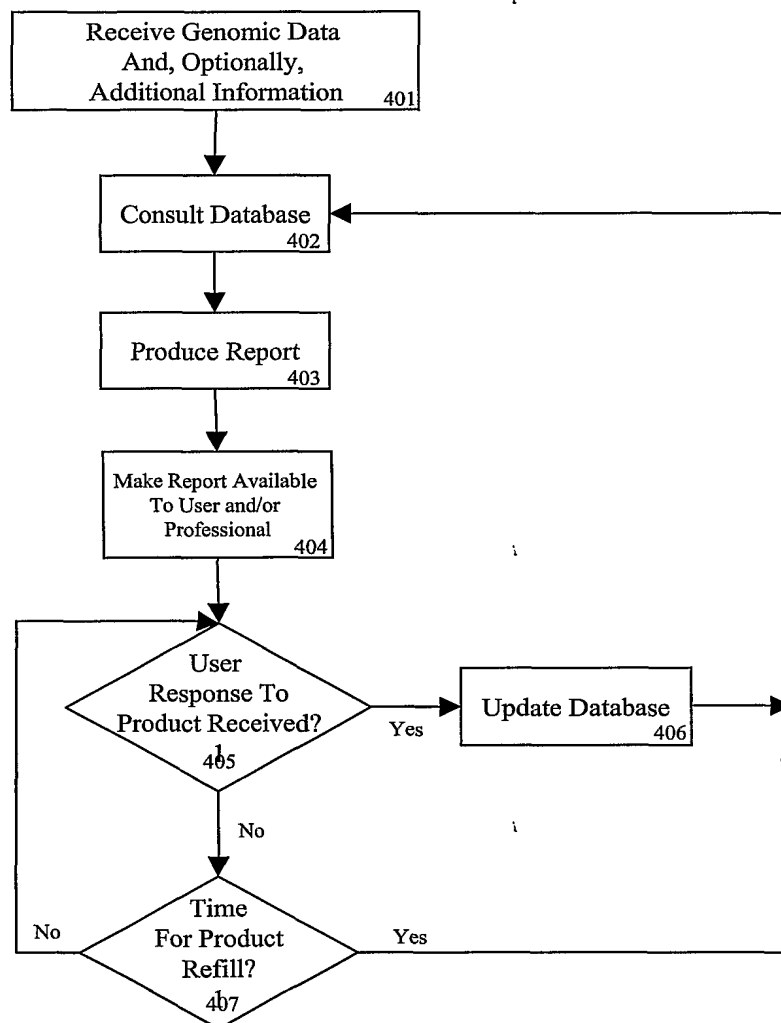 Receive Genomic Data
And, Optionally,
Additional Information
401
Consult Database
402
Produce Report
403
Make Report Available
To User and/or
Professional
404
User
Response To
Product Received?
405
Yes
Update Database
406
No
Time
For Product
Refill?
407
No
Yes